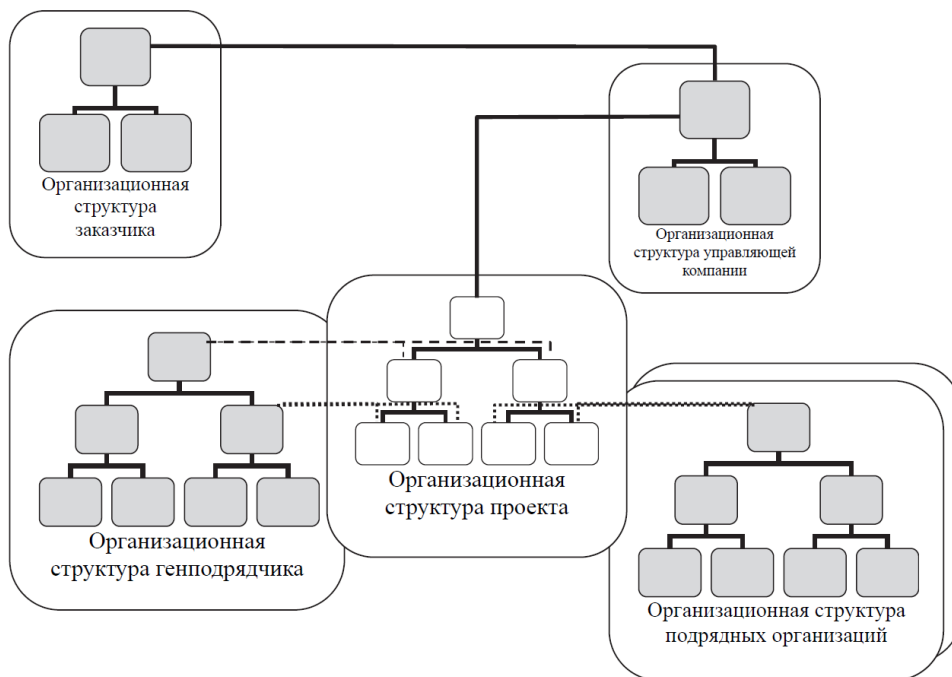 Организационная
структура
заказчика
Организационная
структура управляющей
компании
Организационная
структура проекта
Организационная
структура генподрядчика
Организационная структура
подрядных организаций